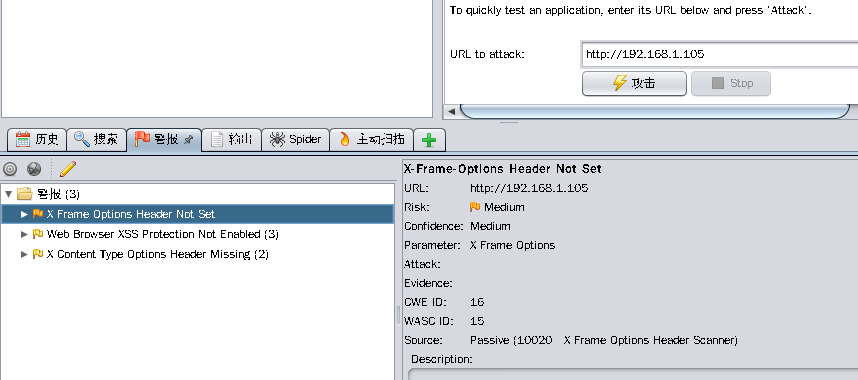 To quickly test an application, enter its URL below and press 'Attack'.
URL to attack: http://192.168.1.105
攻击 Stop
历史 搜索 警报 输出 Spider 主动扫描
警报 (3)
X Frame Options Header Not Set
Web Browser XSS Protection Not Enabled (3)
X Content Type Options Header Missing (2)
X-Frame-Options Header Not Set
URL: http://192.168.1.105
Risk: Medium
Confidence: Medium
Parameter: X Frame Options
Attack:
Evidence:
CWE ID: 16
WASC ID: 15
Source: Passive (10020 X Frame Options Header Scanner)
Description: